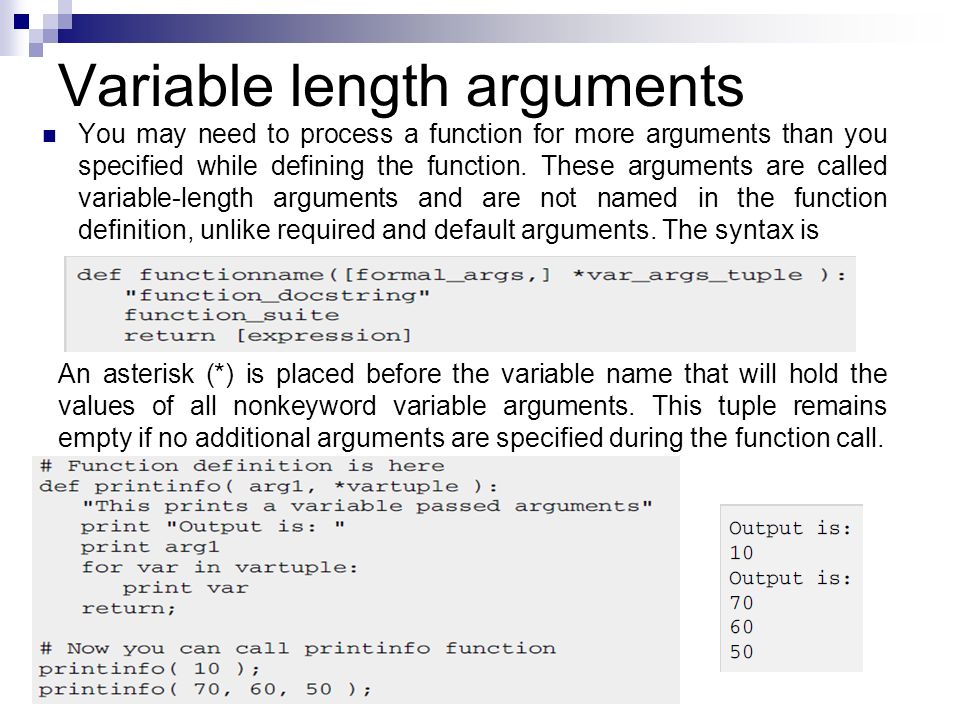 Variable length arguments
■ You may need to process a function for more arguments than you
specified while defining the function. These arguments are called
variable-length arguments and are not named in the function
definition, unlike required and default arguments. The syntax is
def functionname([formal_args,] *var_args_tuple ):
   "function_docstring"
   function_suite
   return [expression]
An asterisk (*) is placed before the variable name that will hold the
values of all nonkeyword variable arguments. This tuple remains
empty if no additional arguments are specified during the function call.
# Function definition is here
def printinfo( arg1, *vartuple ):
   "This prints a variable passed arguments"
   print "Output is: "
   print arg1
   for var in vartuple:
      print var
   return;
# Now you can call printinfo function
printinfo( 10 );
printinfo( 70, 60, 50 );
Output is:
10
Output is:
70
60
50